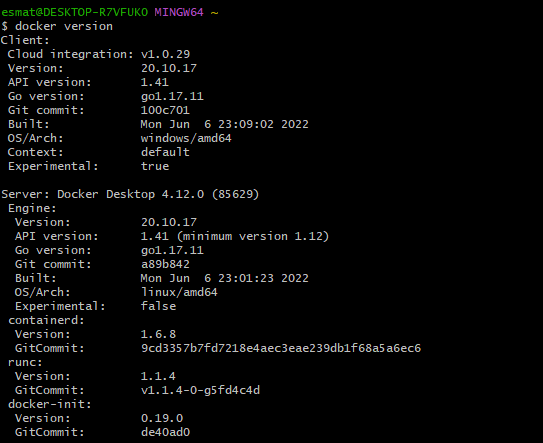 esmat@DESKTOP-R7VFUKO MINGW64 ~
$ docker version
Client:
 Cloud integration: v1.0.29
 Version:           20.10.17
 API version:       1.41
 Go version:        go1.17.11
 Git commit:        100c701
 Built:             Mon Jun  6 23:09:02 2022
 OS/Arch:           windows/amd64
 Context:           default
 Experimental:      true

Server: Docker Desktop 4.12.0 (85629)
 Engine:
  Version:          20.10.17
  API version:      1.41 (minimum version 1.12)
  Go version:       go1.17.11
  Git commit:       a89b842
  Built:            Mon Jun  6 23:01:23 2022
  OS/Arch:          linux/amd64
  Experimental:     false
 containerd:
  Version:          1.6.8
  GitCommit:        9cd3357b7fd7218e4aec3eae239db1f68a5a6ec6
 runc:
  Version:          1.1.4
  GitCommit:        v1.1.4-0-g5fd4c4d
 docker-init:
  Version:          0.19.0
  GitCommit:        de40ad0